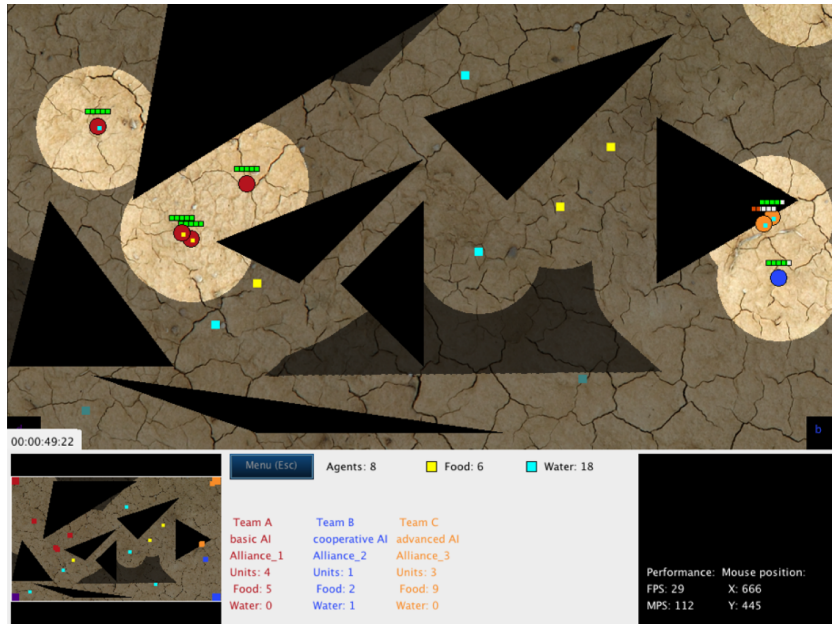 b
00:00:49:22
Menu (Esc) Agents: 8 Food: 6 Water: 18
Team A Team B Team C
basic AI cooperative AI advanced AI
Alliance_1 Alliance_2 Alliance_3
Units: 4 Units: 1 Units: 3
Food: 5 Food: 2 Food: 9
Water: 0 Water: 1 Water: 0
Performance: Mouse position:
FPS: 29 X: 666
MPS: 112 Y: 445